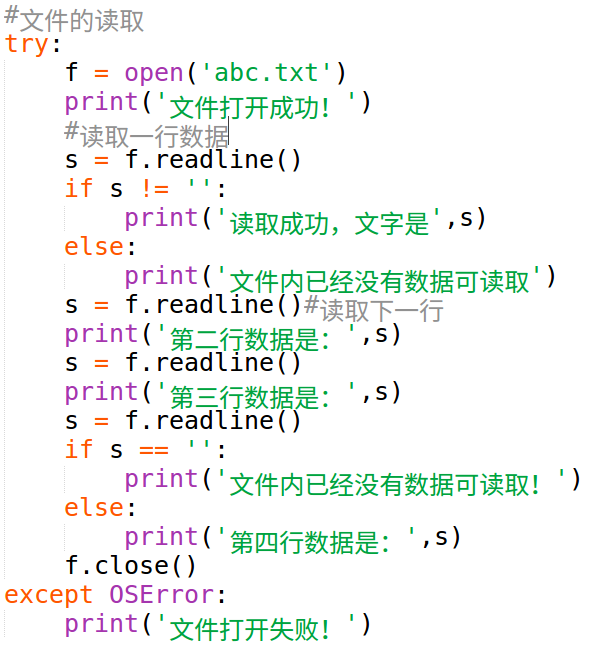 #文件的读取
try:
    f = open('abc.txt')
    print('文件打开成功！')
    #读取一行数据
    s = f.readline()
    if s != '':
        print('读取成功，文字是',s)
    else:
        print('文件内已经没有数据可读取')
    s = f.readline()#读取下一行
    print('第二行数据是：',s)
    s = f.readline()
    print('第三行数据是：',s)
    s = f.readline()
    if s == '':
        print('文件内已经没有数据可读取！')
    else:
        print('第四行数据是：',s)
    f.close()
except OSError:
    print('文件打开失败！')